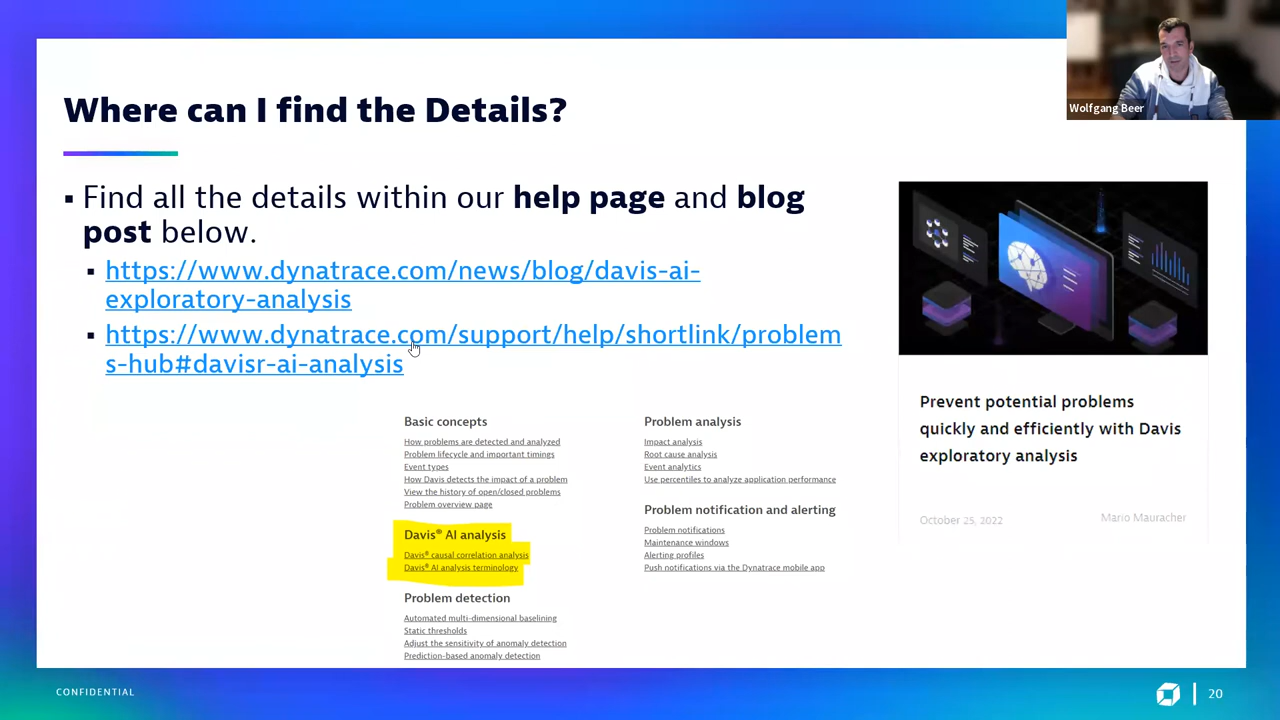 Wolfgang Beer
Where can I find the Details?
▪ Find all the details within our help page and blog
post below.
▪ https://www.dynatrace.com/news/blog/davis-ai-
exploratory-analysis
▪ https://www.dynatrace.com/support/help/shortlink/problem
s-hub#davisr-ai-analysis
Basic concepts
How problems are detected and analyzed
Problem lifecycle and important timings
Event types
How Davis detects the impact of a problem
View the history of open/closed problems
Problem overview page
Davis® AI analysis
Davis® causal correlation analysis
Davis® AI analysis terminology
Problem detection
Automated multi-dimensional baselining
Static thresholds
Adjust the sensitivity of anomaly detection
Prediction-based anomaly detection
Problem analysis
Impact analysis
Root cause analysis
Event analytics
Use percentiles to analyze application performance
Problem notification and alerting
Problem notifications
Maintenance windows
Alerting profiles
Push notifications via the Dynatrace mobile app
Prevent potential problems
quickly and efficiently with Davis
exploratory analysis
October 25, 2022
Mario Mauracher
CONFIDENTIAL
20